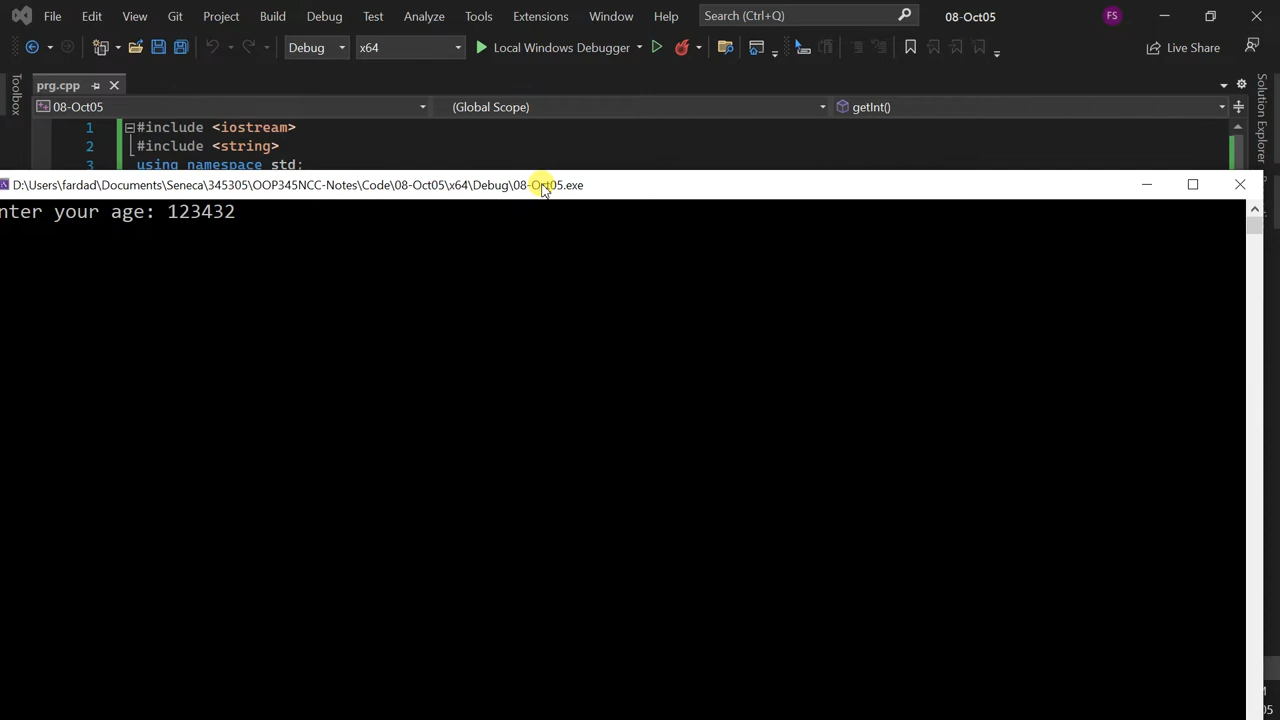 File Edit View Git Project Build Debug Test Analyze Tools Extensions Window Help Search (Ctrl+Q) 08-Oct05 FS
Debug x64 Local Windows Debugger Live Share
Toolbox
prg.cpp
08-Oct05 (Global Scope) getInt()
Solution Explorer
1 #include <iostream>
2 #include <string>
3 using namespace std;
D:\Users\fardad\Documents\Seneca\345305\OOP345NCC-Notes\Code\08-Oct05\x64\Debug\08-Oct05.exe
nter your age: 123432